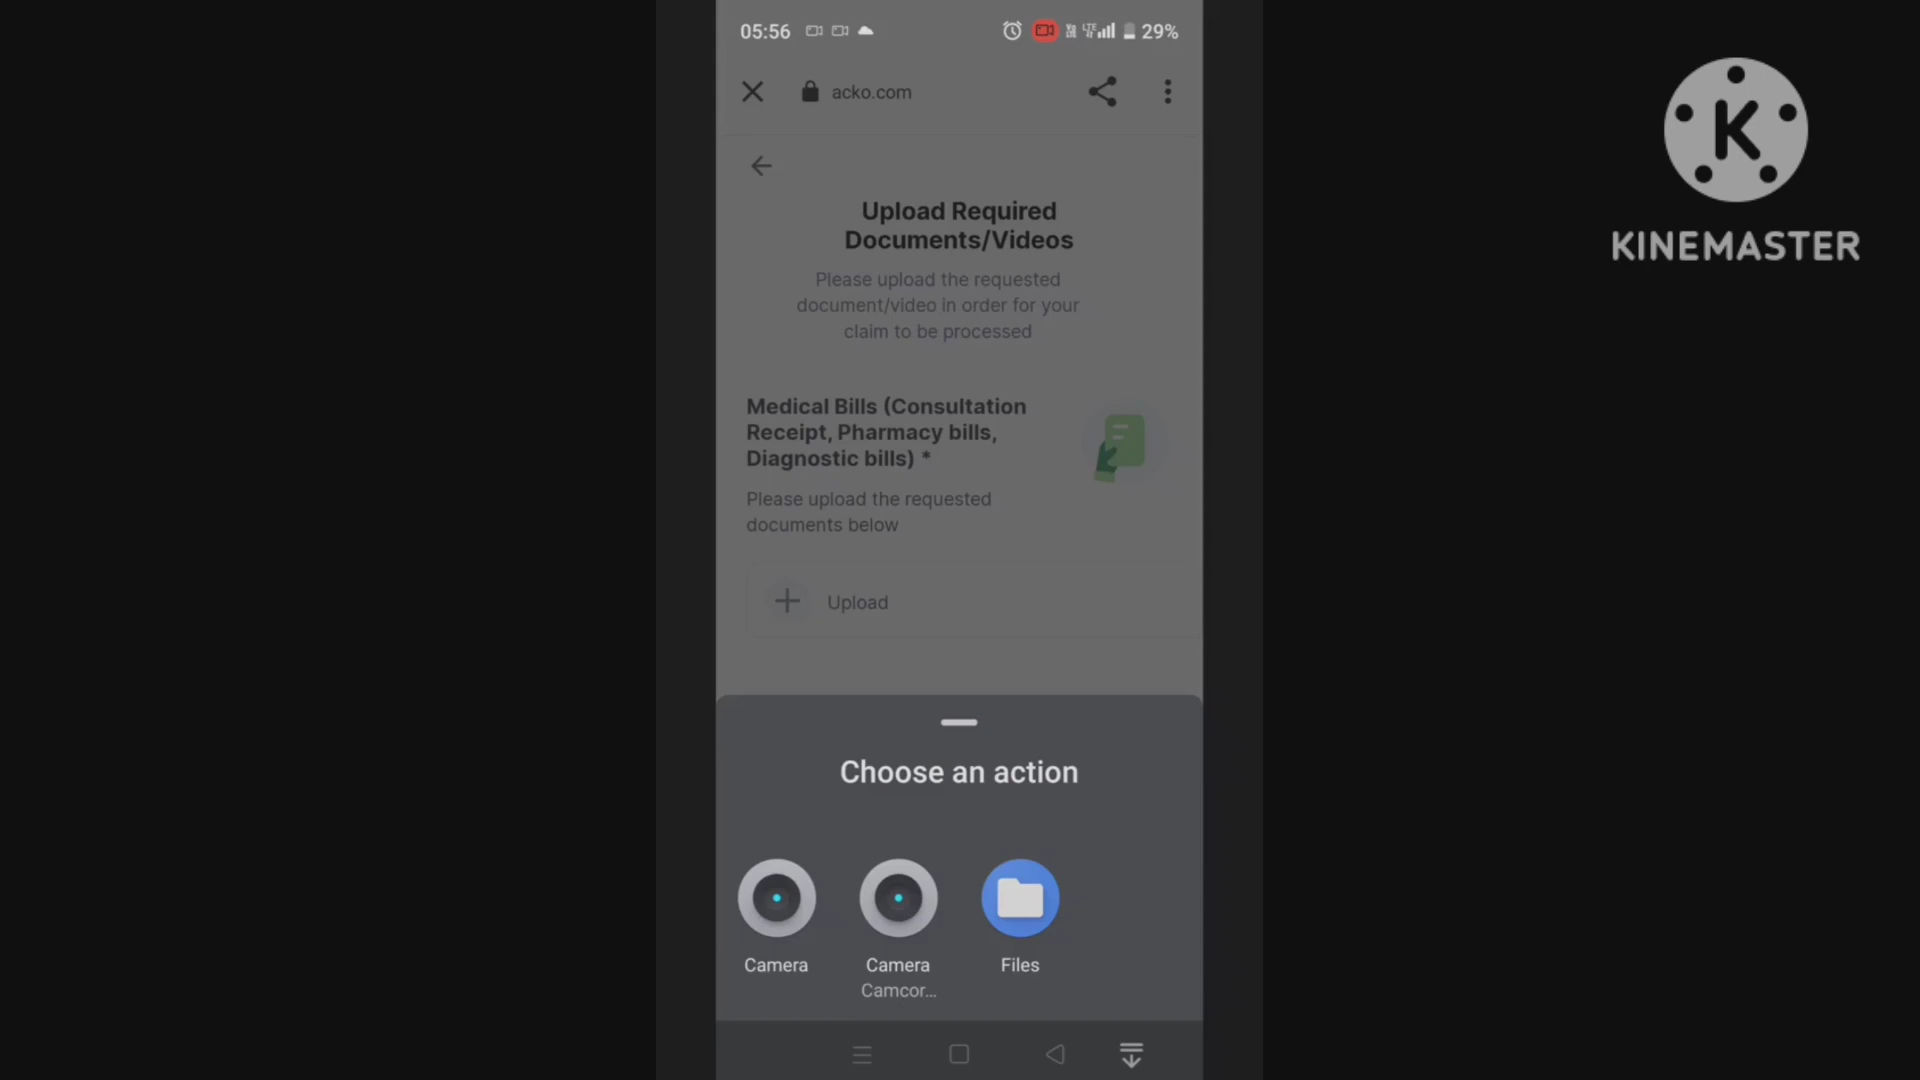 05:56
LTE
29%
acko.com
Upload Required
Documents/Videos
Please upload the requested
document/video in order for your
claim to be processed
Medical Bills (Consultation
Receipt, Pharmacy bills,
Diagnostic bills) *
Please upload the requested
documents below
Upload
Choose an action
Camera
Camera
Camcor...
Files
K
KINEMASTER